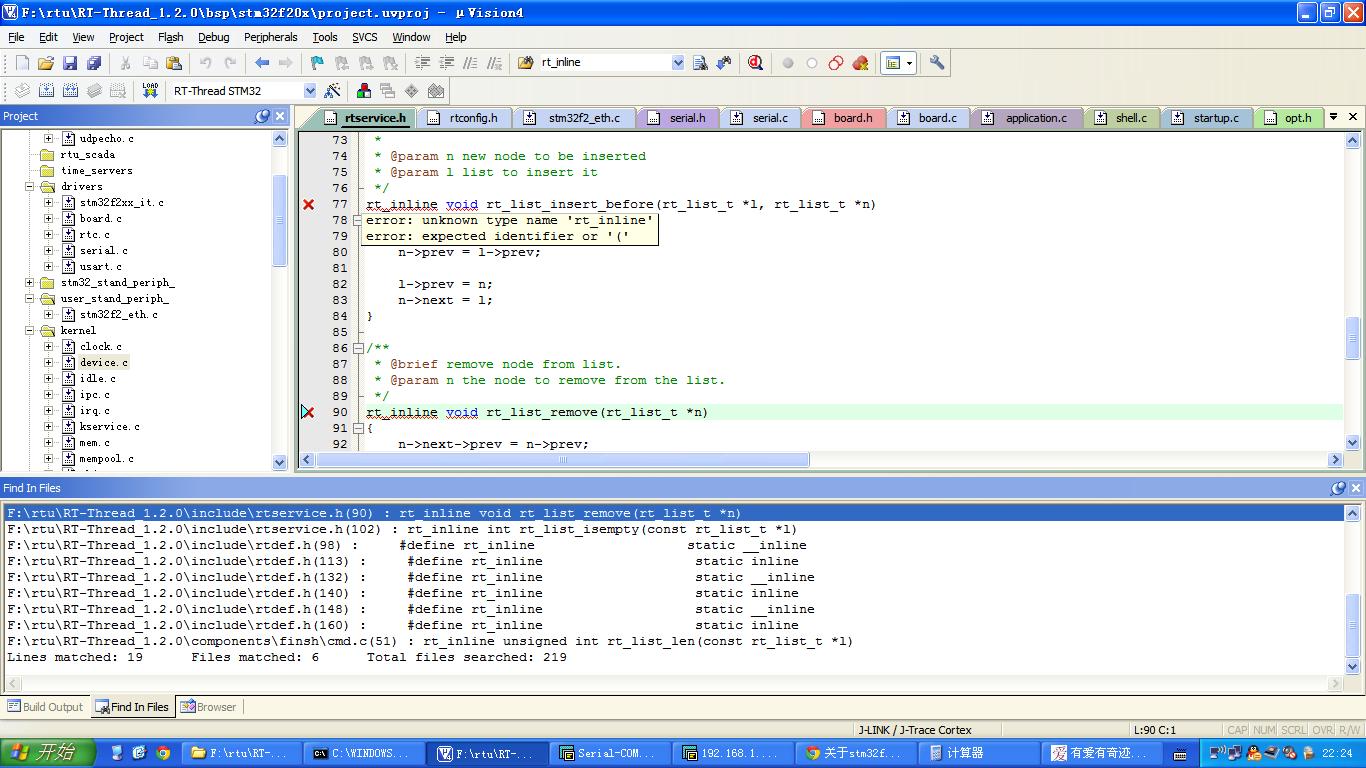 F:\rtu\RT-Thread_1.2.0\bsp\stm32f20x\project.uvproj - µVision4
File Edit View Project Flash Debug Peripherals Tools SVCS Window Help
rt_inline
LOAD RT-Thread STM32
Project
rtservice.h rtconfig.h stm32f2_eth.c serial.h serial.c board.h board.c application.c shell.c startup.c opt.h
udpecho.c
rtu_scada
time_servers
drivers
stm32f2xx_it.c
board.c
rtc.c
serial.c
usart.c
stm32_stand_periph_
user_stand_periph_
stm32f2_eth.c
kernel
clock.c
device.c
idle.c
ipc.c
irq.c
kservice.c
mem.c
mempool.c
73 *
74 * @param n new node to be inserted
75 * @param l list to insert it
76 */
77 rt_inline void rt_list_insert_before(rt_list_t *l, rt_list_t *n)
78 error: unknown type name 'rt_inline'
79 error: expected identifier or '('
80 n->prev = l->prev;
81
82 l->prev = n;
83 n->next = l;
84 }
85
86 /**
87 * @brief remove node from list.
88 * @param n the node to remove from the list.
89 */
90 rt_inline void rt_list_remove(rt_list_t *n)
91 {
92 n->next->prev = n->prev;
Find In Files
F:\rtu\RT-Thread_1.2.0\include\rtservice.h(90) : rt_inline void rt_list_remove(rt_list_t *n)
F:\rtu\RT-Thread_1.2.0\include\rtservice.h(102) : rt_inline int rt_list_isempty(const rt_list_t *l)
F:\rtu\RT-Thread_1.2.0\include\rtdef.h(98) : #define rt_inline static __inline
F:\rtu\RT-Thread_1.2.0\include\rtdef.h(113) : #define rt_inline static inline
F:\rtu\RT-Thread_1.2.0\include\rtdef.h(132) : #define rt_inline static __inline
F:\rtu\RT-Thread_1.2.0\include\rtdef.h(140) : #define rt_inline static inline
F:\rtu\RT-Thread_1.2.0\include\rtdef.h(148) : #define rt_inline static __inline
F:\rtu\RT-Thread_1.2.0\include\rtdef.h(160) : #define rt_inline static inline
F:\rtu\RT-Thread_1.2.0\components\finsh\cmd.c(51) : rt_inline unsigned int rt_list_len(const rt_list_t *l)
Lines matched: 19 Files matched: 6 Total files searched: 219
Build Output Find In Files Browser
J-LINK / J-Trace Cortex L:90 C:1 CAP NUM SCRL OVR R/W
开始 F:\rtu\RT-... C:\WINDOWS... F:\rtu\RT-... Serial-COM... 192.168.1.... 关于stm32f... 计算器 有爱有奇迹... 22:24